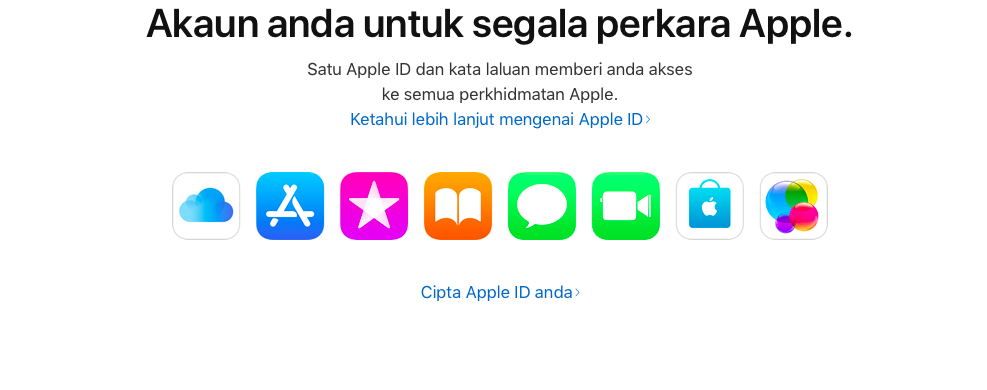 Akaun anda untuk segala perkara Apple.
Satu Apple ID dan kata laluan memberi anda akses
ke semua perkhidmatan Apple.
Ketahui lebih lanjut mengenai Apple ID›
Cipta Apple ID anda›